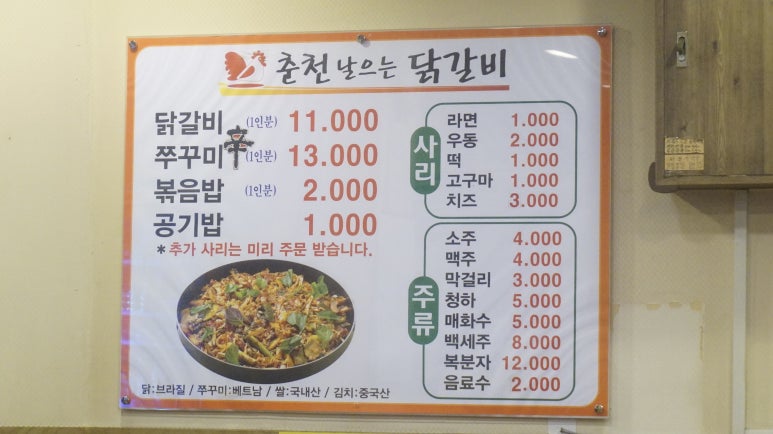 춘천 날으는 닭갈비
닭갈비 (1인분) 11.000
쭈꾸미 辛 (1인분) 13.000
볶음밥 (1인분) 2.000
공기밥 1.000
*추가 사리는 미리 주문 받습니다.
닭:브라질 / 쭈꾸미:베트남 / 쌀:국내산 / 김치:중국산
사리
라면 1.000
우동 2.000
떡 1.000
고구마 1.000
치즈 3.000
주류
소주 4.000
맥주 4.000
막걸리 3.000
청하 5.000
매화수 5.000
백세주 8.000
복분자 12.000
음료수 2.000